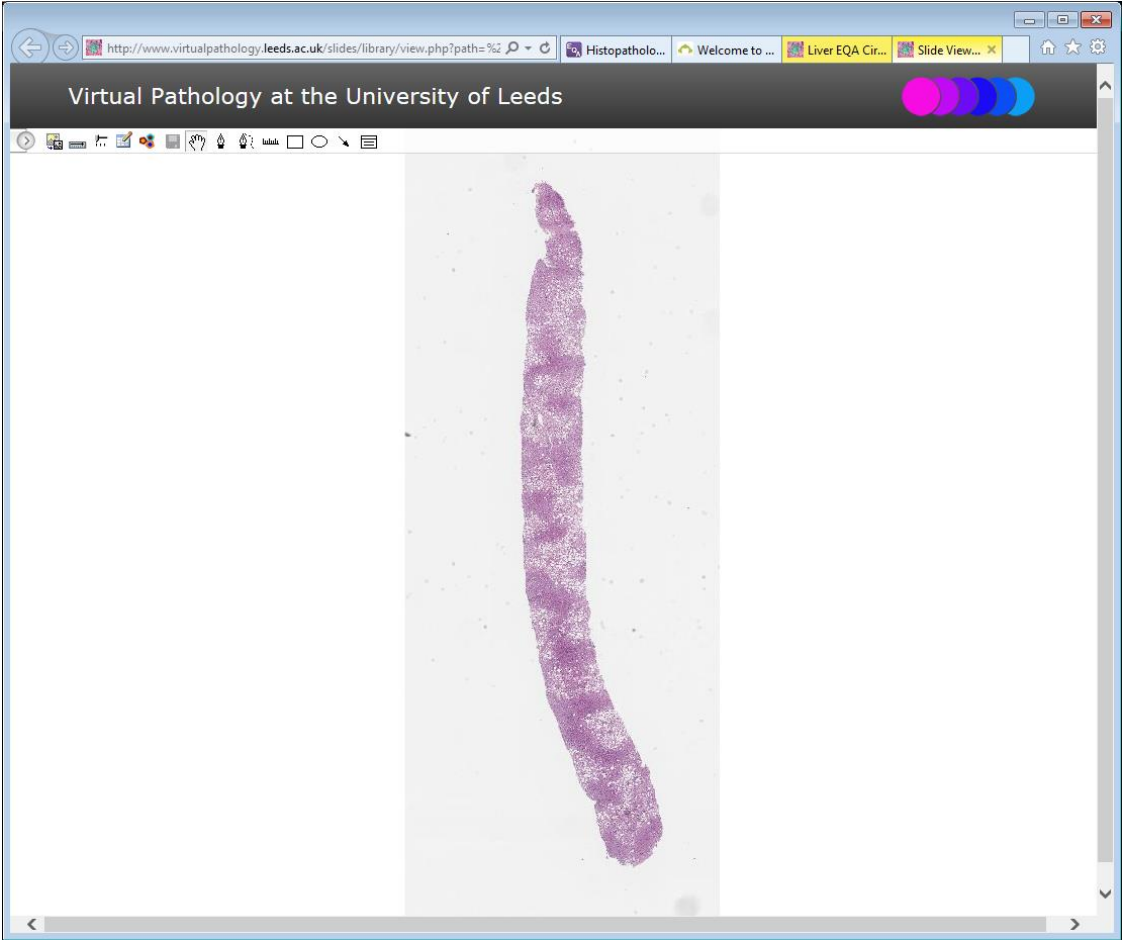 http://www.virtualpathology.leeds.ac.uk/slides/library/view.php?path=%2
Histopatholo...
Welcome to ...
Liver EQA Cir...
Slide View...
Virtual Pathology at the University of Leeds